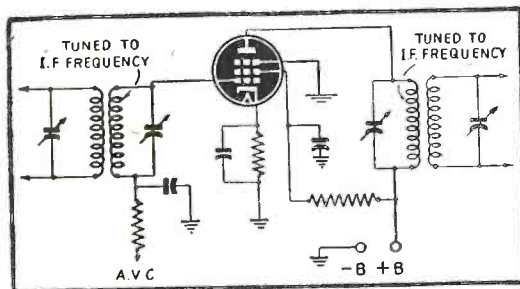 TUNED TO
I.F. FREQUENCY
TUNED TO
I.F. FREQUENCY
A.V.C
-B +B